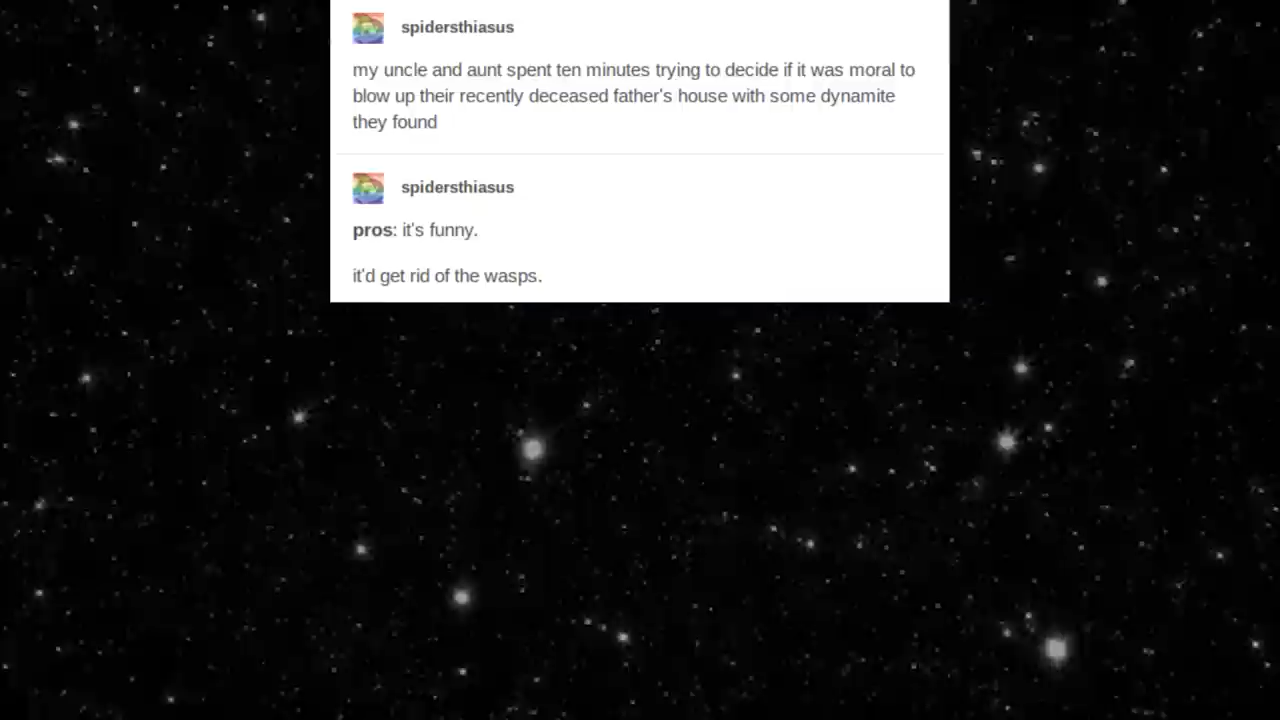 spidersthiasus
my uncle and aunt spent ten minutes trying to decide if it was moral to
blow up their recently deceased father's house with some dynamite
they found
spidersthiasus
pros: it's funny.
it'd get rid of the wasps.